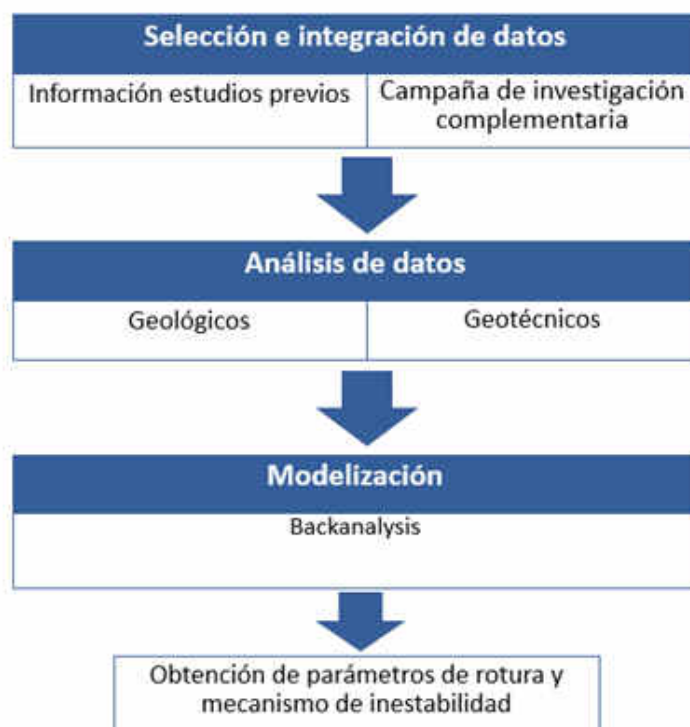 Selección e integración de datos
Información estudios previos
Campaña de investigación
complementaria
Análisis de datos
Geológicos
Geotécnicos
Modelización
Backanalysis
Obtención de parámetros de rotura y
mecanismo de inestabilidad